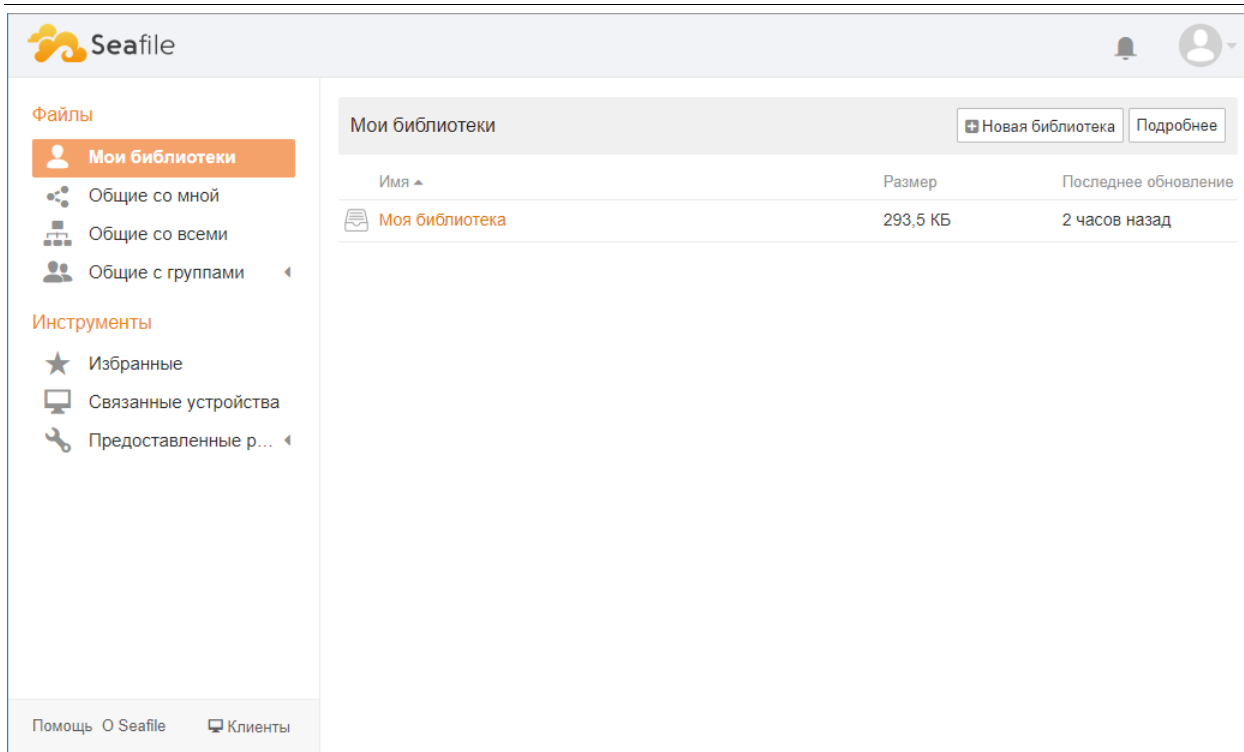 Seafile
Файлы
Мои библиотеки
Общие со мной
Общие со всеми
Общие с группами
Инструменты
Избранные
Связанные устройства
Предоставленные р...
Помощь О Seafile Клиенты
Мои библиотеки Новая библиотека Подробнее
Имя Размер Последнее обновление
Моя библиотека 293,5 КБ 2 часов назад